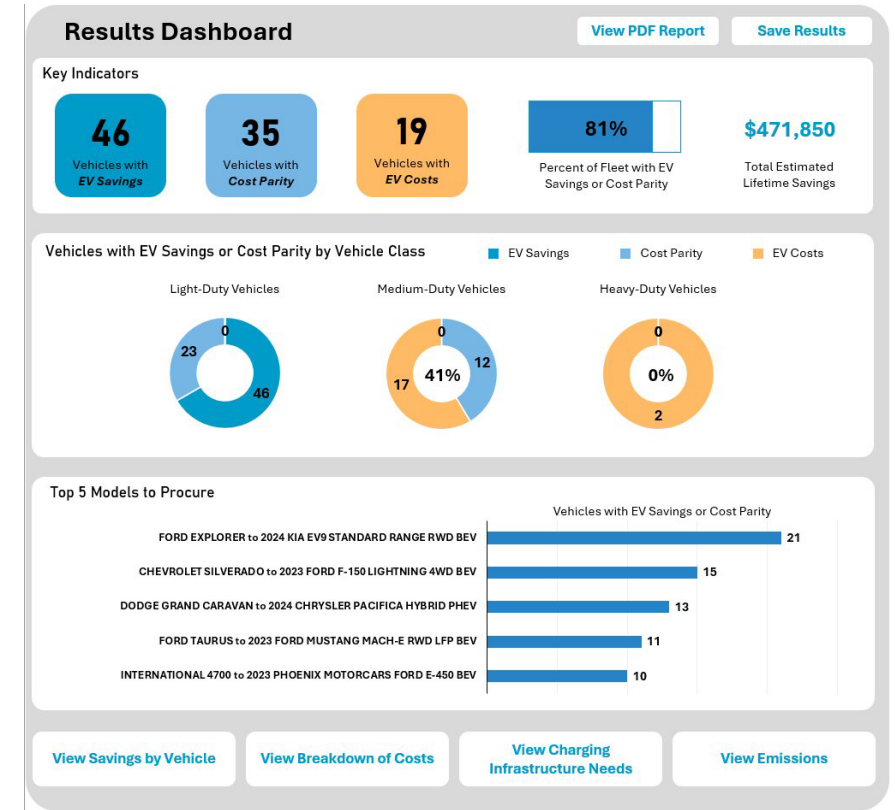 Results Dashboard
View PDF Report
Save Results
Key Indicators
46
Vehicles with
EV Savings
35
Vehicles with
Cost Parity
19
Vehicles with
EV Costs
81%
Percent of Fleet with EV
Savings or Cost Parity
$471,850
Total Estimated
Lifetime Savings
Vehicles with EV Savings or Cost Parity by Vehicle Class
EV Savings
Cost Parity
EV Costs
Light-Duty Vehicles
0
23
46
Medium-Duty Vehicles
0
12
17
41%
Heavy-Duty Vehicles
0
0%
2
Top 5 Models to Procure
Vehicles with EV Savings or Cost Parity
FORD EXPLORER to 2024 KIA EV9 STANDARD RANGE RWD BEV
21
CHEVROLET SILVERADO to 2023 FORD F-150 LIGHTNING 4WD BEV
15
DODGE GRAND CARAVAN to 2024 CHRYSLER PACIFICA HYBRID PHEV
13
FORD TAURUS to 2023 FORD MUSTANG MACH-E RWD LFP BEV
11
INTERNATIONAL 4700 to 2023 PHOENIX MOTORCARS FORD E-450 BEV
10
View Savings by Vehicle
View Breakdown of Costs
View Charging
Infrastructure Needs
View Emissions